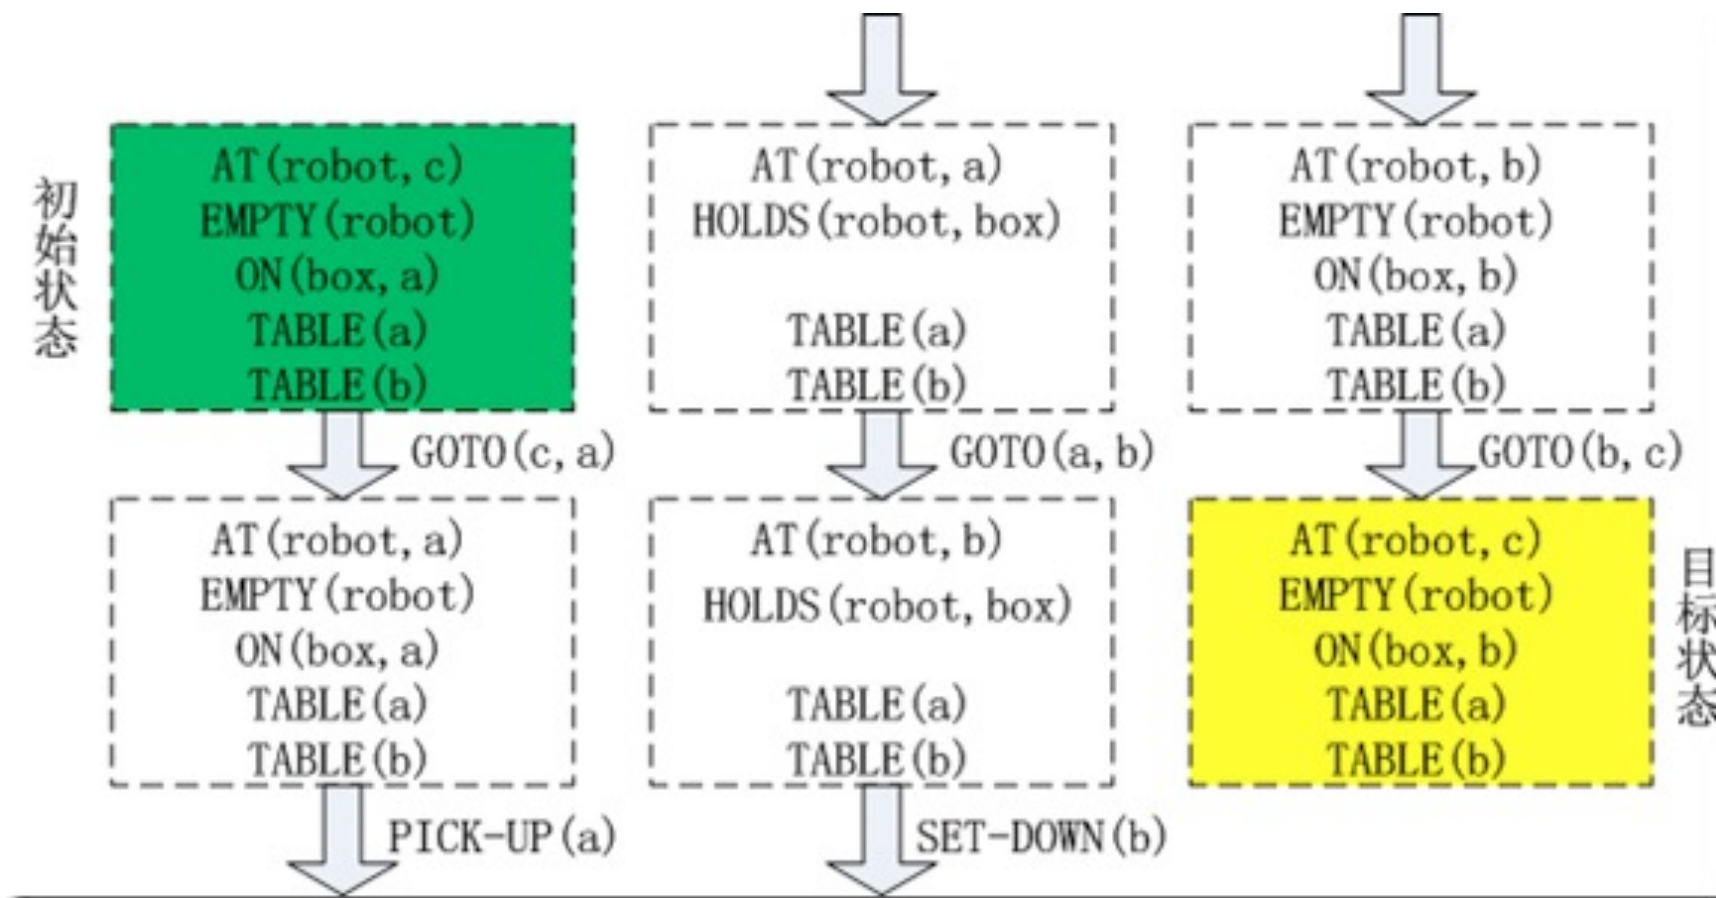 初始状态
AT(robot, c)
EMPTY(robot)
ON(box, a)
TABLE(a)
TABLE(b)
GOTO(c, a)
AT(robot, a)
EMPTY(robot)
ON(box, a)
TABLE(a)
TABLE(b)
PICK-UP(a)
AT(robot, a)
HOLDS(robot, box)
TABLE(a)
TABLE(b)
GOTO(a, b)
AT(robot, b)
HOLDS(robot, box)
TABLE(a)
TABLE(b)
SET-DOWN(b)
AT(robot, b)
EMPTY(robot)
ON(box, b)
TABLE(a)
TABLE(b)
GOTO(b, c)
AT(robot, c)
EMPTY(robot)
ON(box, b)
TABLE(a)
TABLE(b)
目标状态